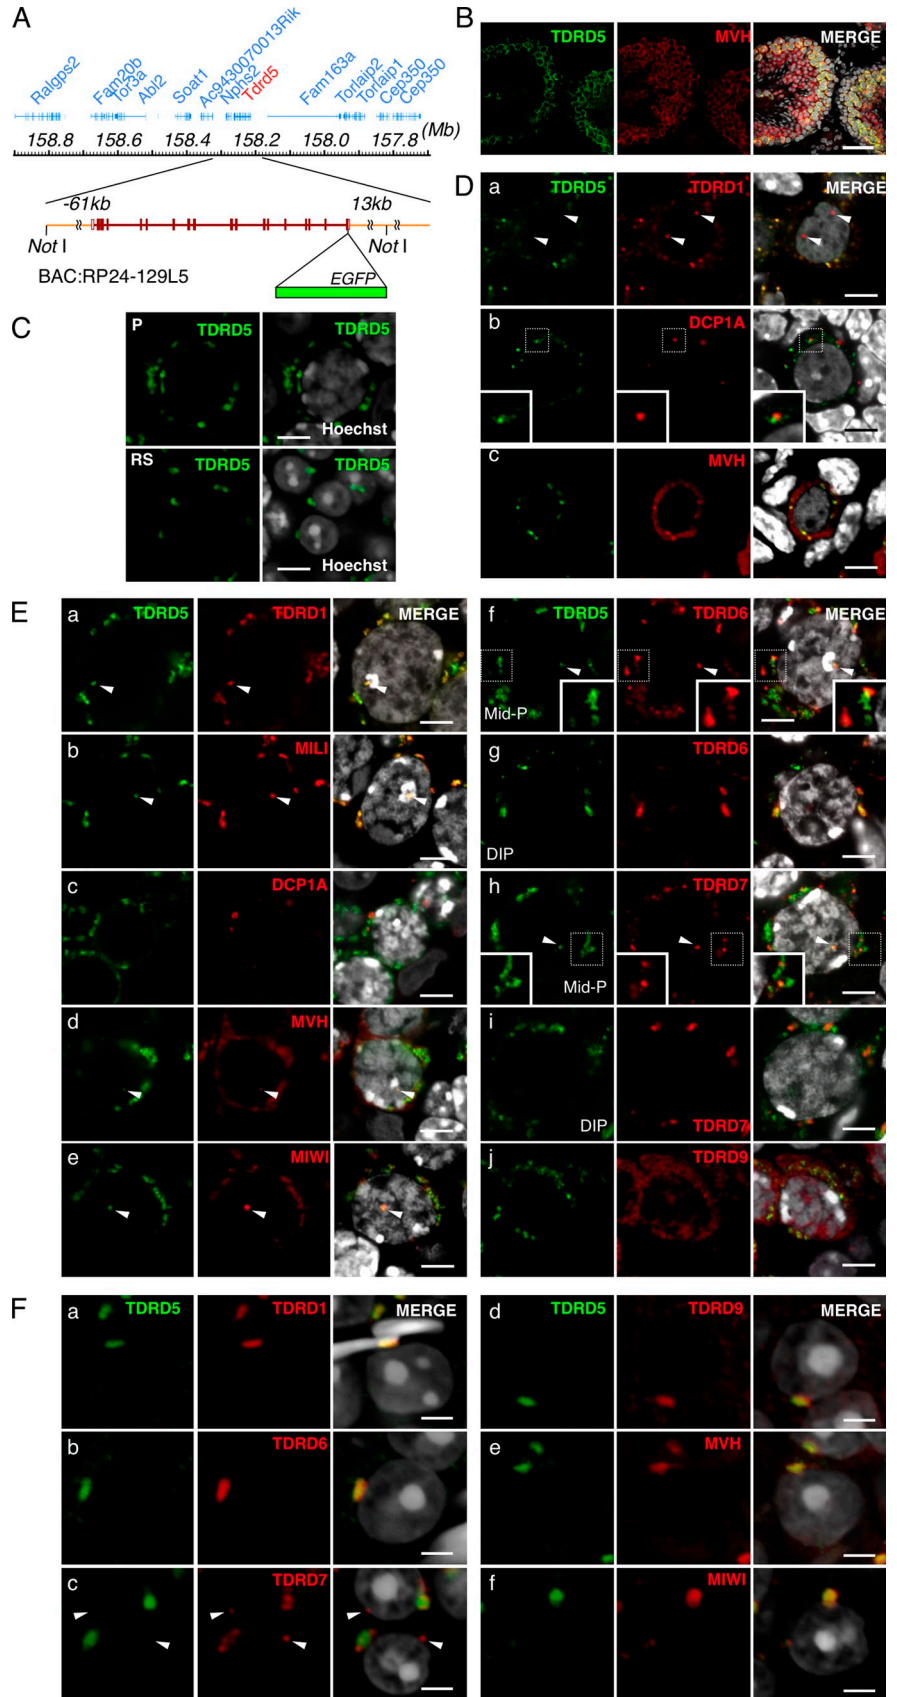 A
Ralgps2
Fam20b
Tor3a
Abl2
Soat1
Ac9430070013Rik
Nphs2
Tdrd5
Fam163a
Torlaip2
Torlaip1
Cep350
Cep350
(Mb)
158.8 158.6 158.4 158.2 158.0 157.8
-61kb 13kb
Not I Not I
BAC:RP24-129L5
EGFP
B
TDRD5 MVH MERGE
C
P TDRD5 TDRD5
Hoechst
RS TDRD5 TDRD5
Hoechst
D
a TDRD5 TDRD1 MERGE
b DCP1A
c MVH
E
a TDRD5 TDRD1 MERGE
b MILI
c DCP1A
d MVH
e MIWI
f TDRD5 TDRD6 MERGE
Mid-P
g TDRD6
DIP
h TDRD7
Mid-P
i
DIP TDRD7
j TDRD9
F
a TDRD5 TDRD1 MERGE
b TDRD6
c TDRD7
d TDRD5 TDRD9 MERGE
e MVH
f MIWI